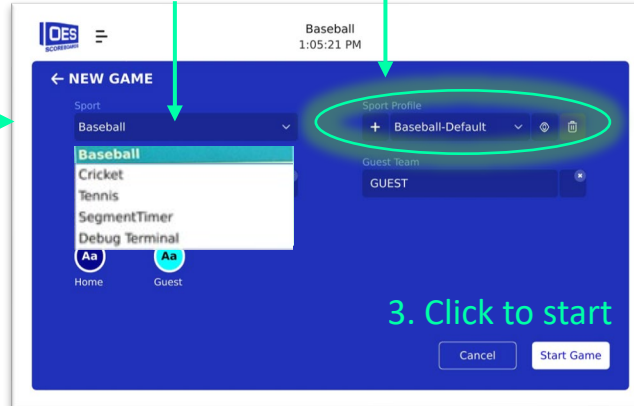 OES
SCOREBOARDS
Baseball
1:05:21 PM
← NEW GAME
Sport
Sport Profile
Baseball
+ Baseball-Default
Baseball
Cricket
Tennis
SegmentTimer
Debug Terminal
Guest Team
GUEST
Aa
Aa
Home
Guest
3. Click to start
Cancel
Start Game